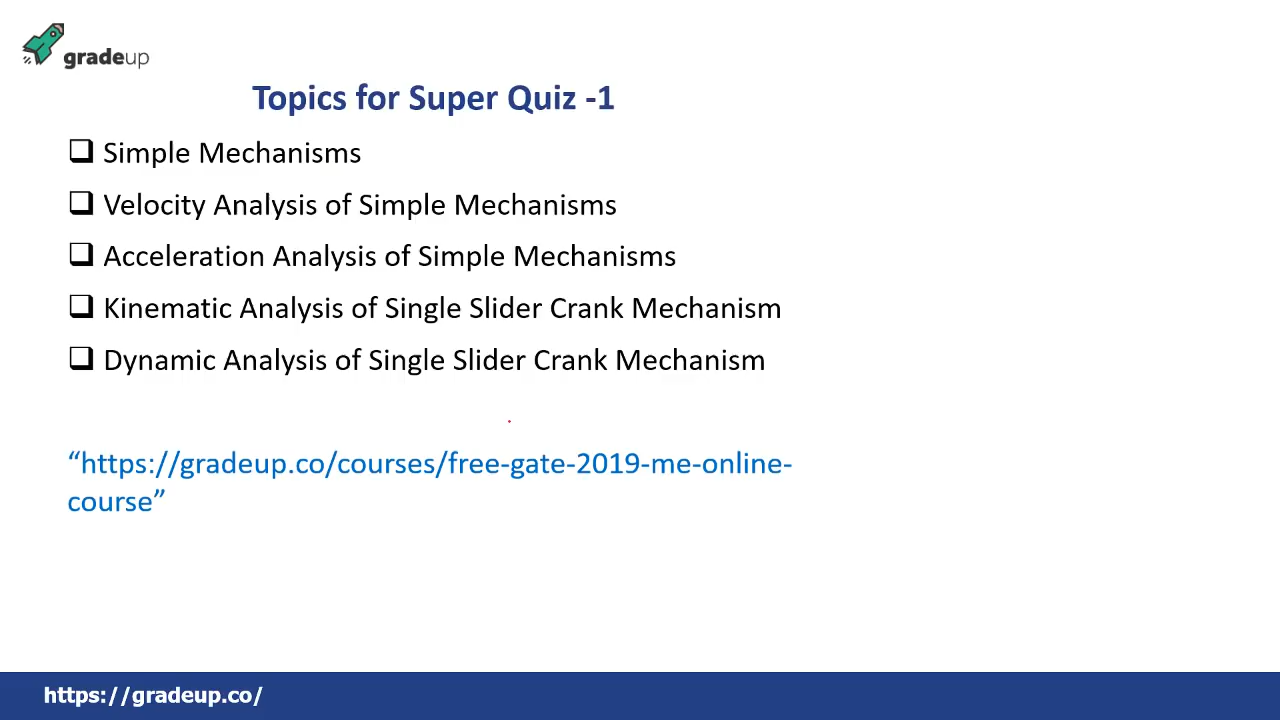 gradeup
Topics for Super Quiz -1
Simple Mechanisms
Velocity Analysis of Simple Mechanisms
Acceleration Analysis of Simple Mechanisms
Kinematic Analysis of Single Slider Crank Mechanism
Dynamic Analysis of Single Slider Crank Mechanism
“https://gradeup.co/courses/free-gate-2019-me-online-
course”
https://gradeup.co/